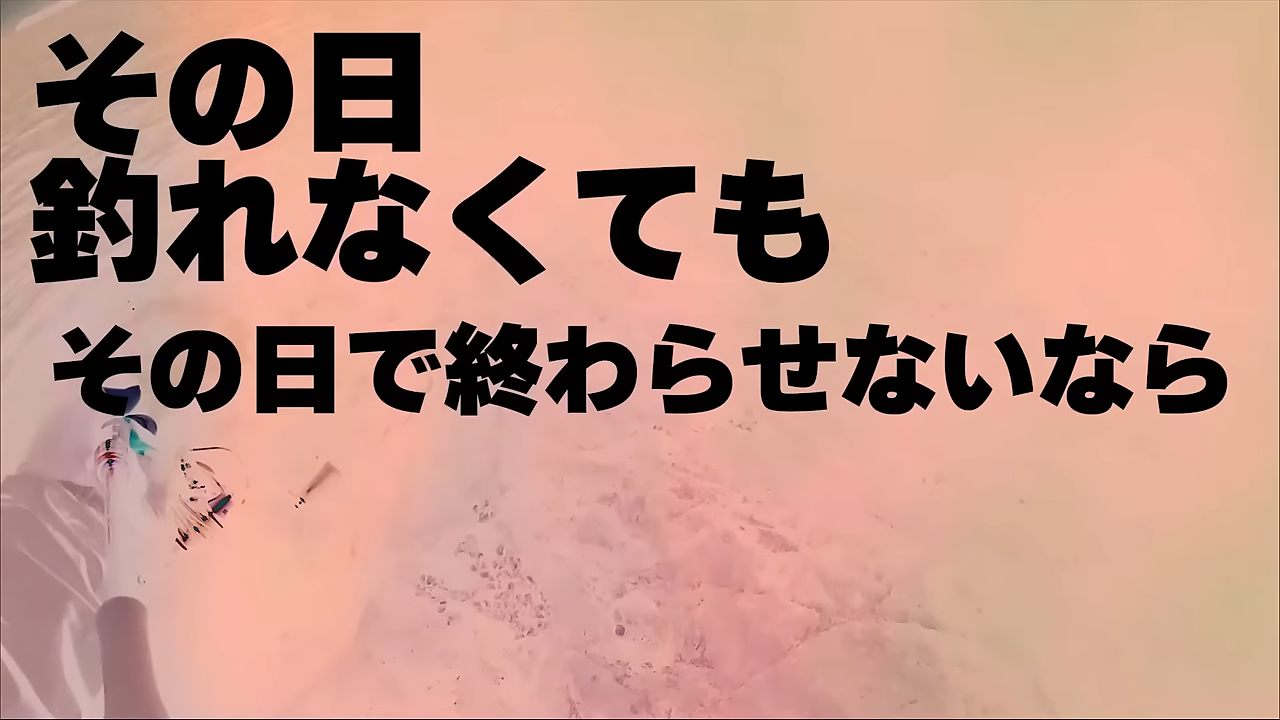 その日
釣れなくても
その日で終わらせないなら